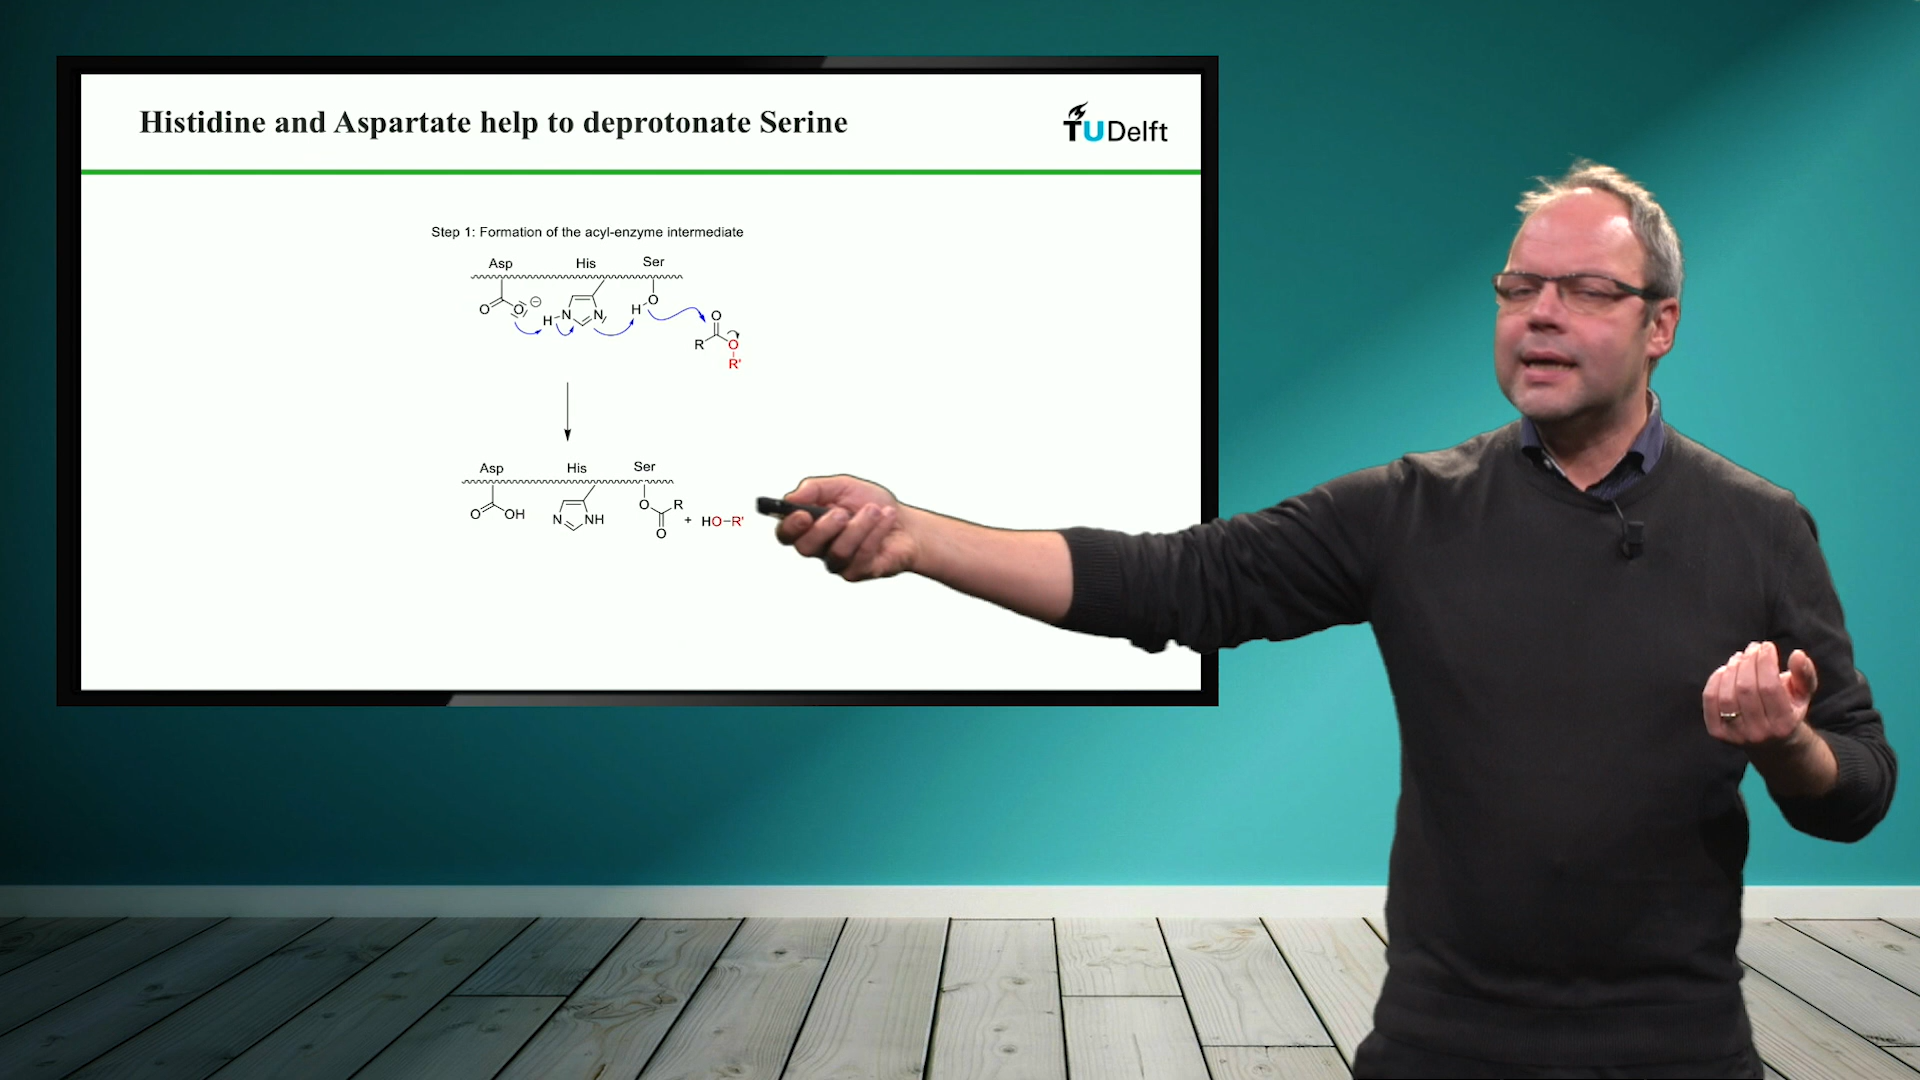 Histidine and Aspartate help to deprotonate Serine
TUDelft
Step 1: Formation of the acyl-enzyme intermediate
Asp His Ser
O O ⊖ H N N H O O
R O
R'
Asp His Ser
O OH N NH O R O + HO-R'